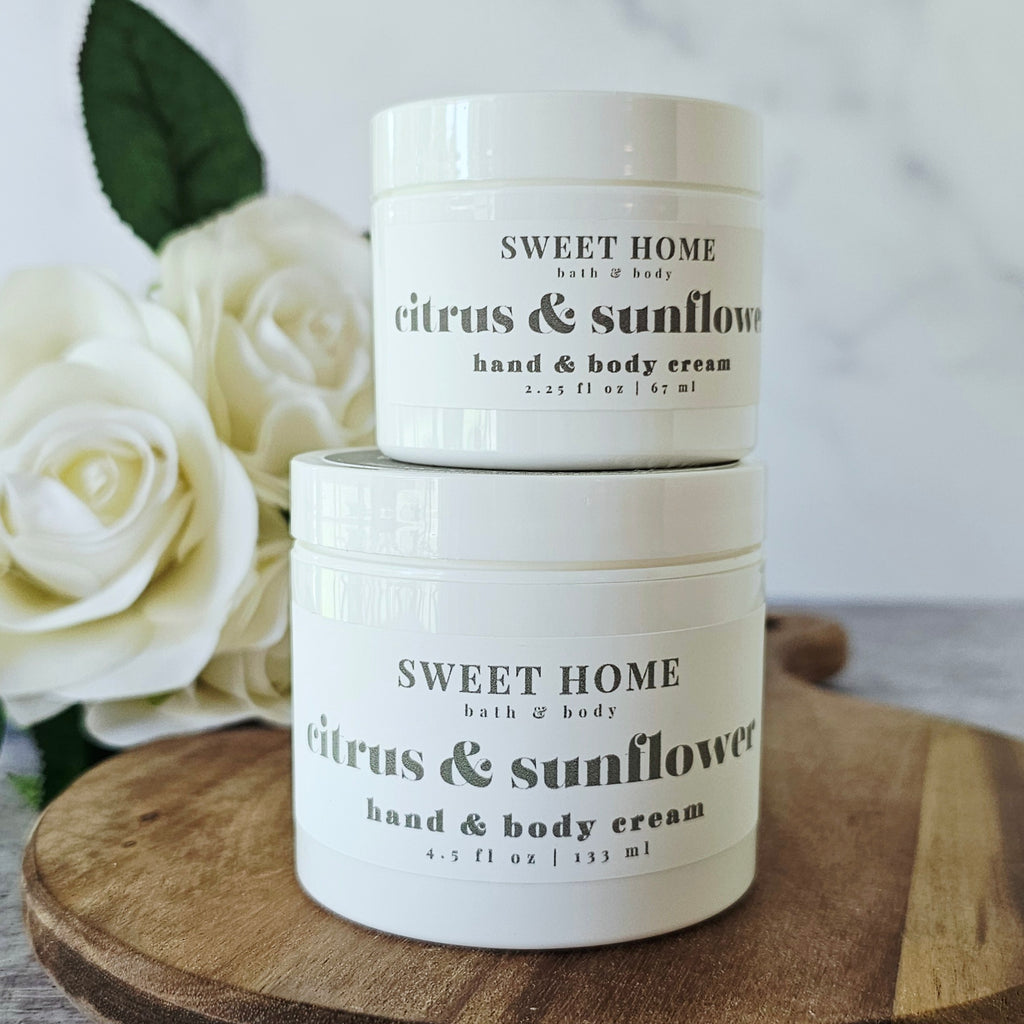 SWEET HOME
bath & body
citrus & sunflowe
hand & body cream
2.25 fl oz | 67 ml
SWEET HOME
bath & body
citrus & sunflower
hand & body cream
4.5 fl oz | 133 ml